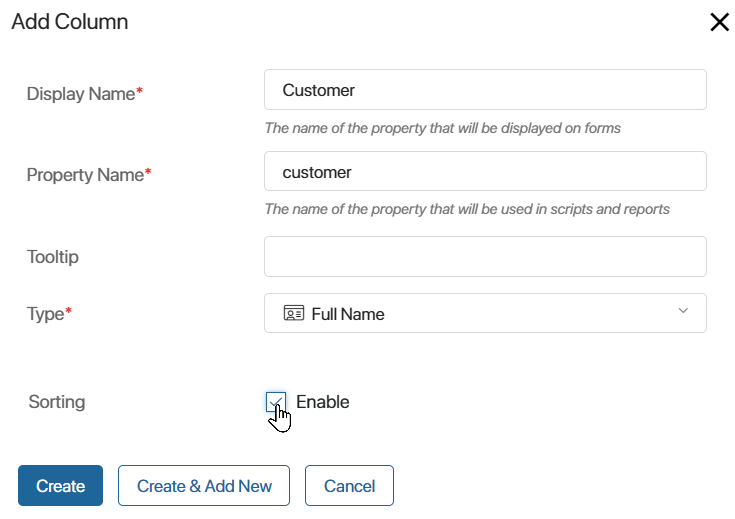 Add Column
Display Name*
Customer
The name of the property that will be displayed on forms
Property Name*
customer
The name of the property that will be used in scripts and reports
Tooltip
Type*
Full Name
Sorting
Enable
Create
Create & Add New
Cancel